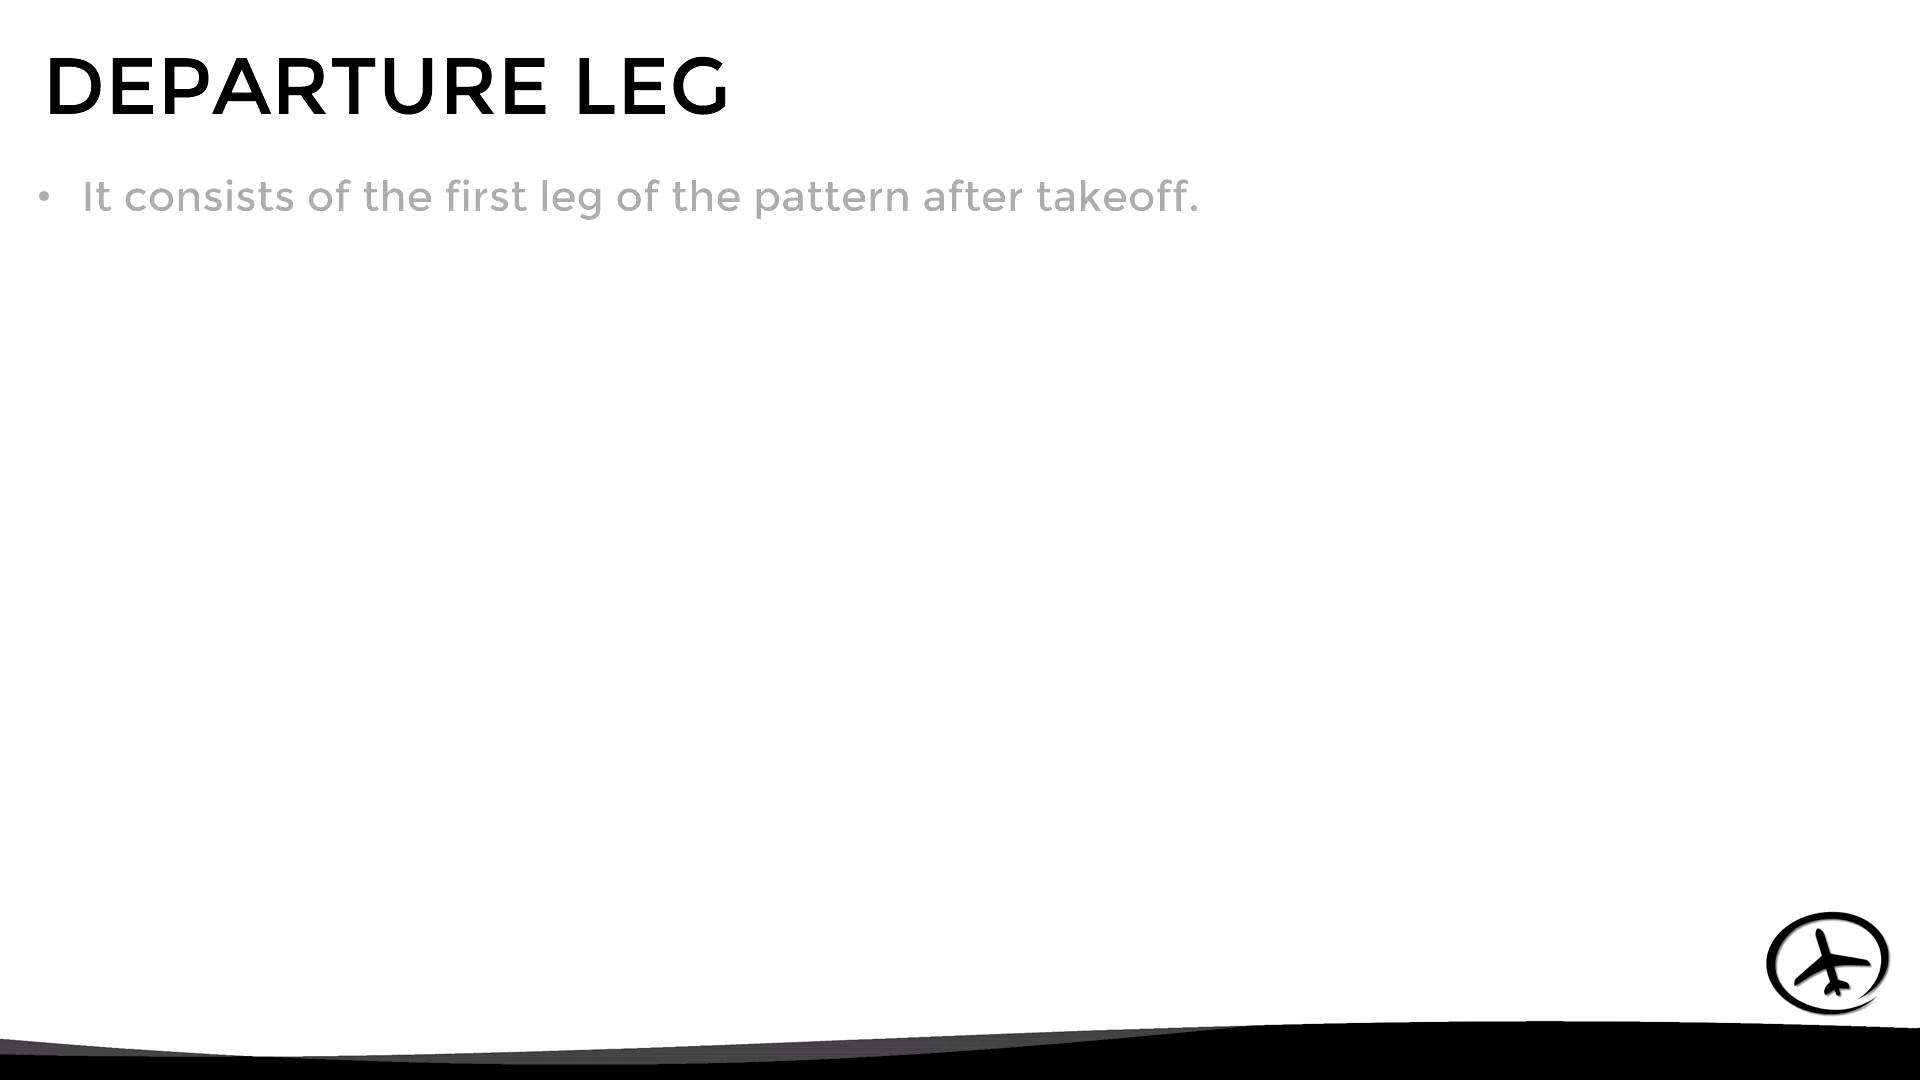 DEPARTURE LEG
• It consists of the first leg of the pattern after takeoff.